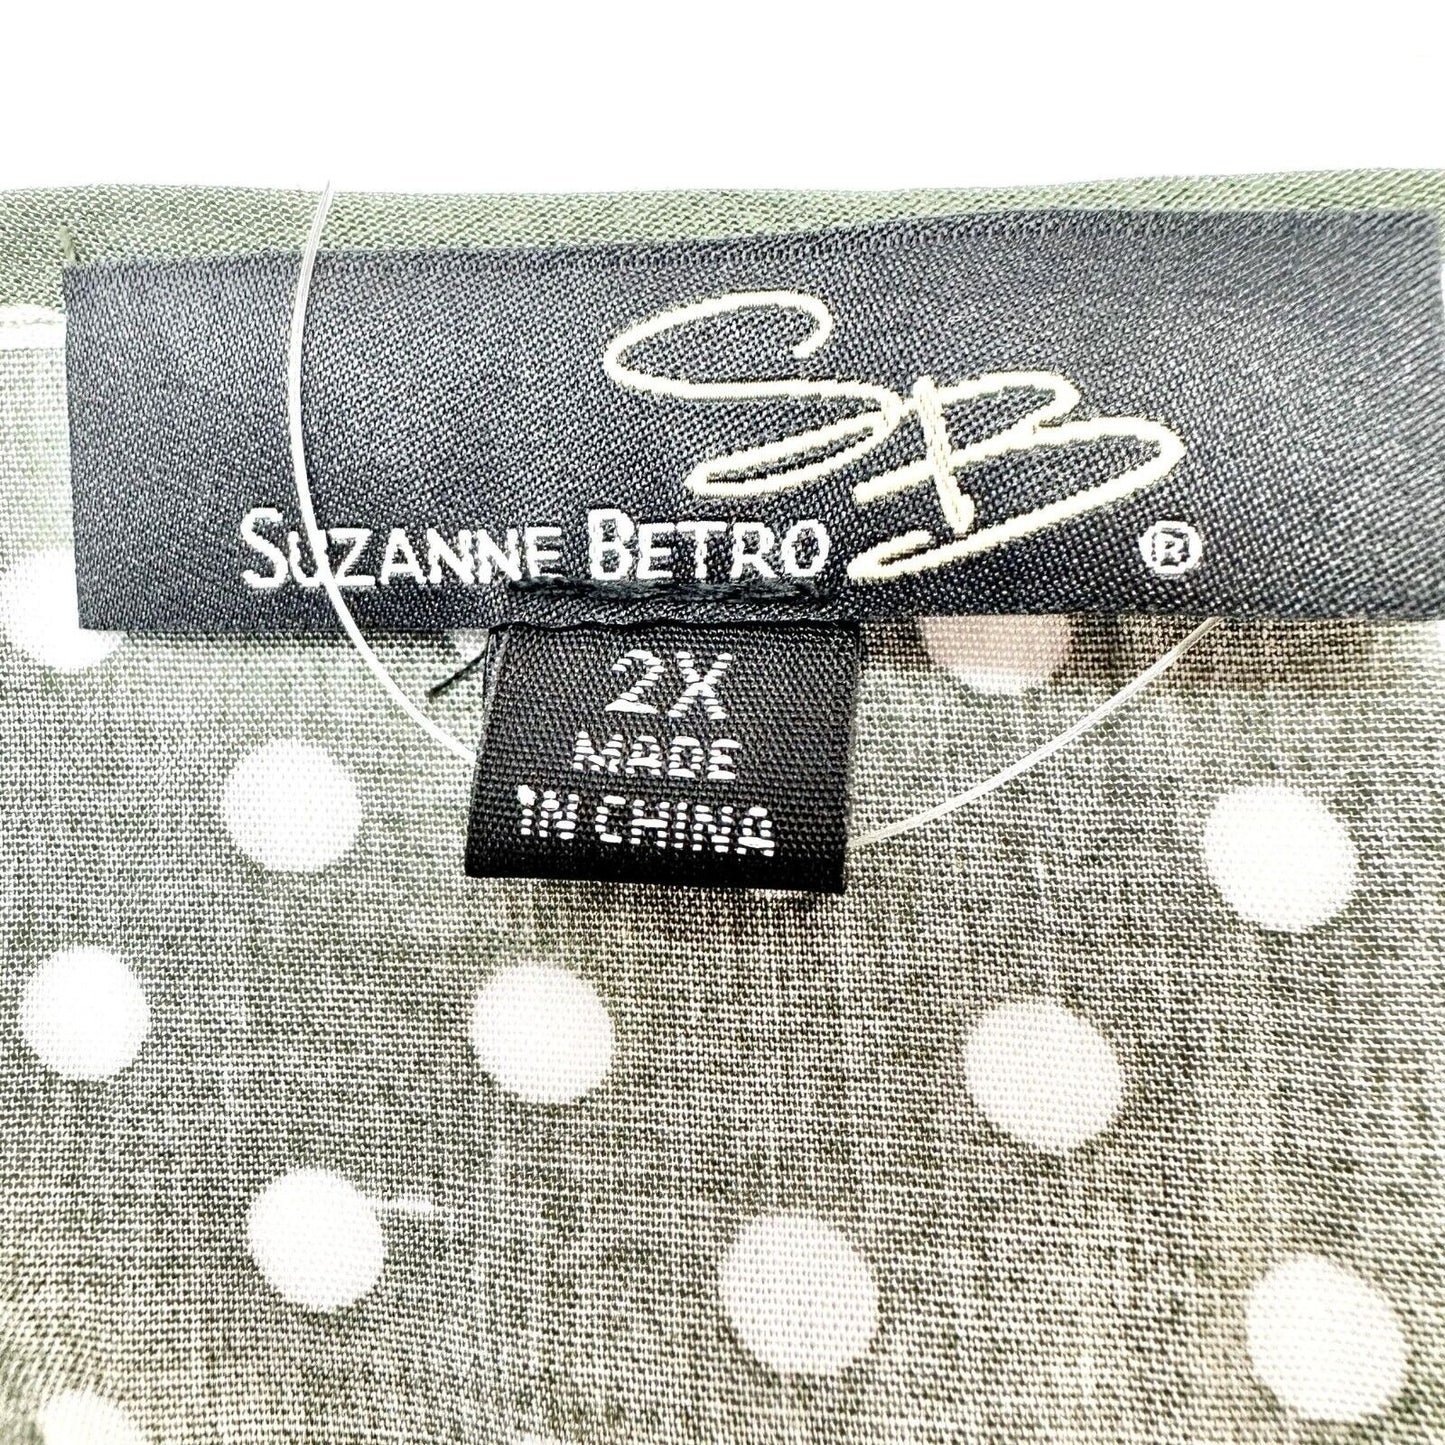 SB
SUZANNE BETRO ®
2X
MADE
IN CHINA